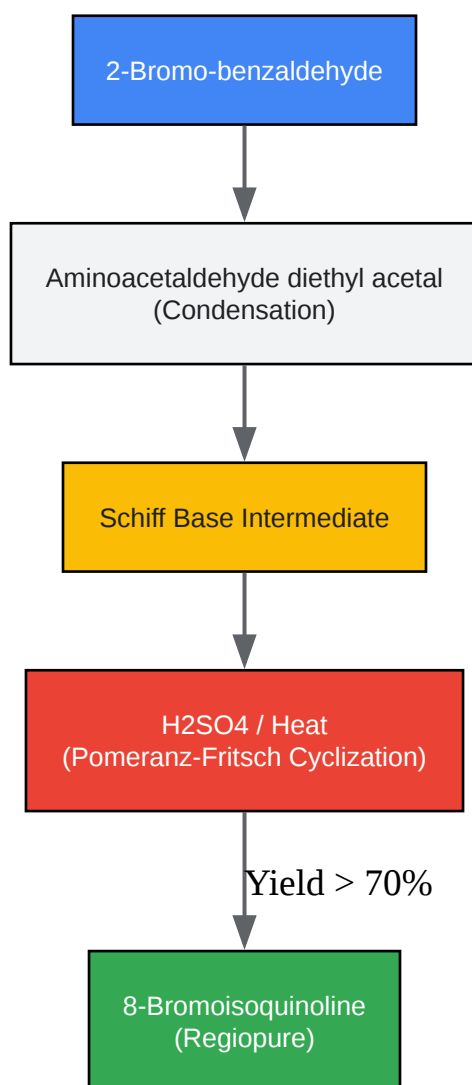 2-Bromo-benzaldehyde
Aminoacetaldehyde diethyl acetal
(Condensation)
Schiff Base Intermediate
H2SO4 / Heat
(Pomeranz-Fritsch Cyclization)
Yield > 70%
8-Bromoisoquinoline
(Regiopure)